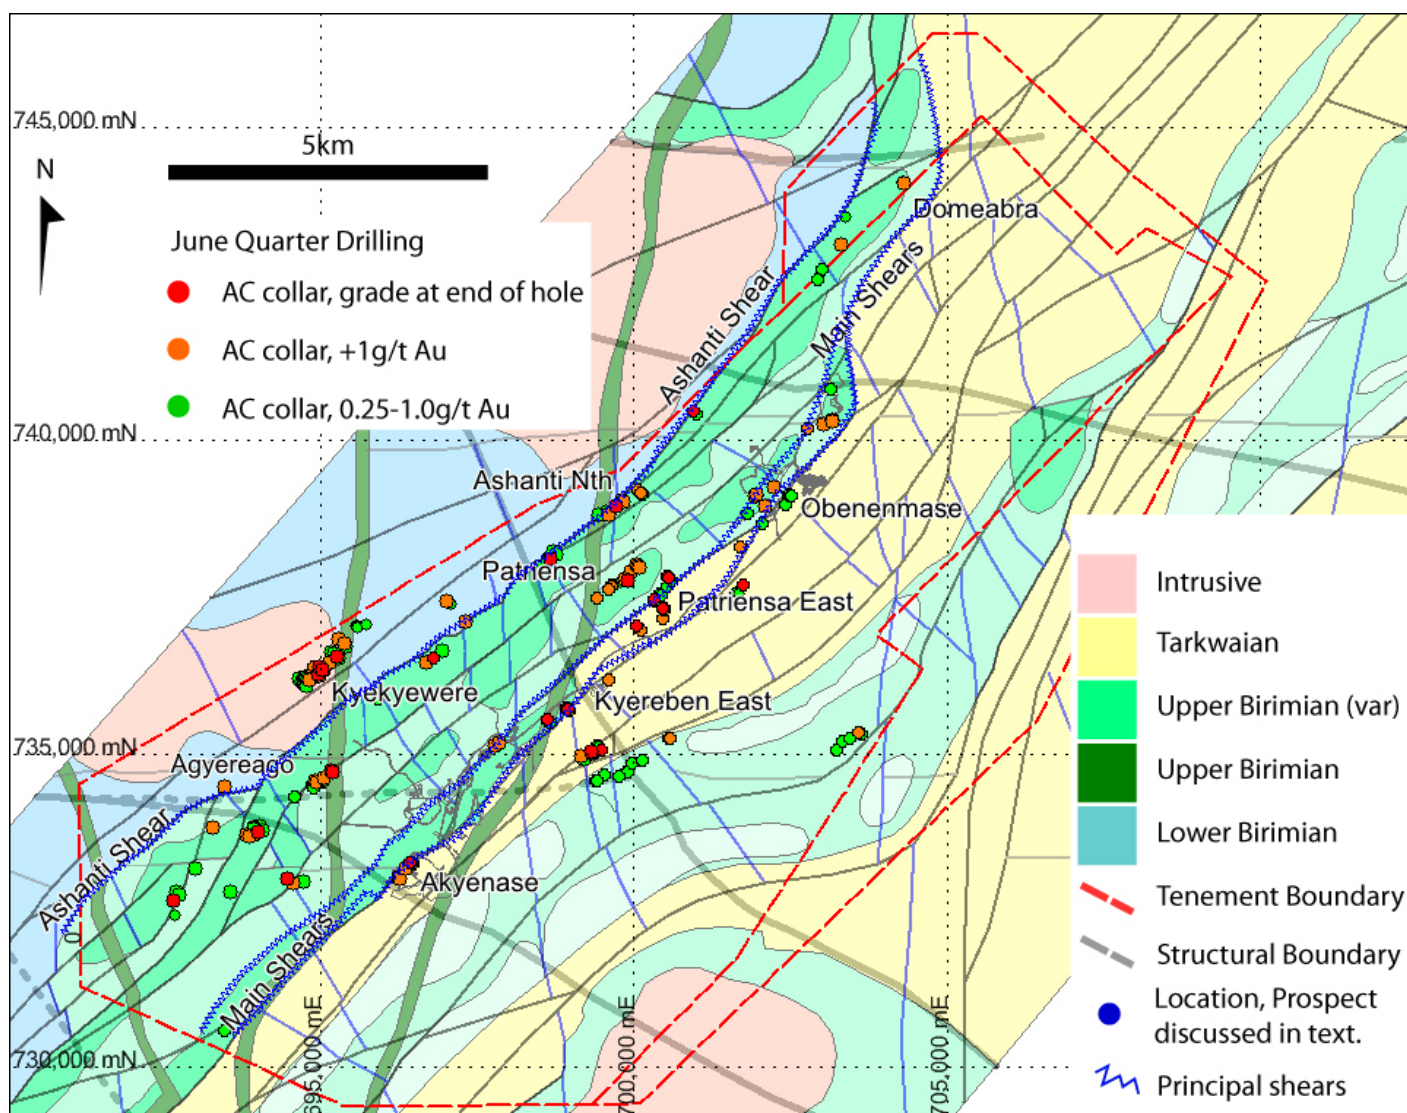 745,000 mN
5km
N
June Quarter Drilling
AC collar, grade at end of hole
AC collar, +1g/t Au
AC collar, 0.25-1.0g/t Au
Domeabra
Main Shears
Ashanti Shear
740,000 mN
Ashanti Nth
Obenenmase
Patriensa
Patriensa East
Kyekyewere
Kyereben East
735,000 mN
Agyereago
Ashanti Shear
Akyenase
Main Shears
0
730,000 mN
695,000 mE
700,000 mE
705,000 mE
Intrusive
Tarkwaian
Upper Birimian (var)
Upper Birimian
Lower Birimian
Tenement Boundary
Structural Boundary
Location, Prospect
discussed in text.
Principal shears